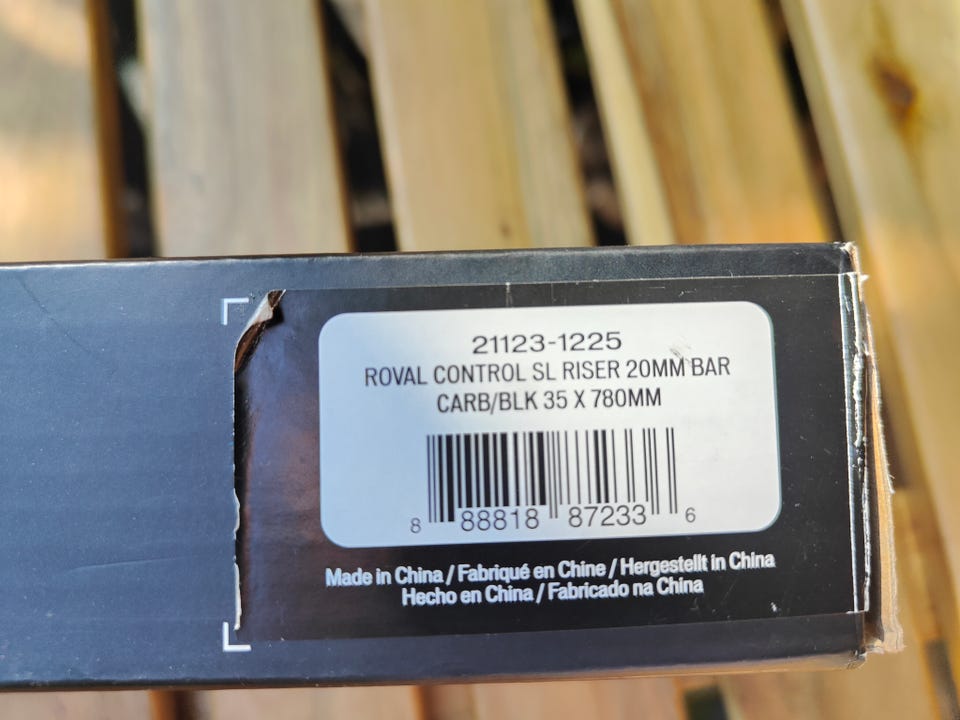 21123-1225
ROVAL CONTROL SL RISER 20MM BAR
CARB/BLK 35 X 780MM
8 88818 87233 6
Made in China / Fabriqué en Chine / Hergestellt in China
Hecho en China / Fabricado na China